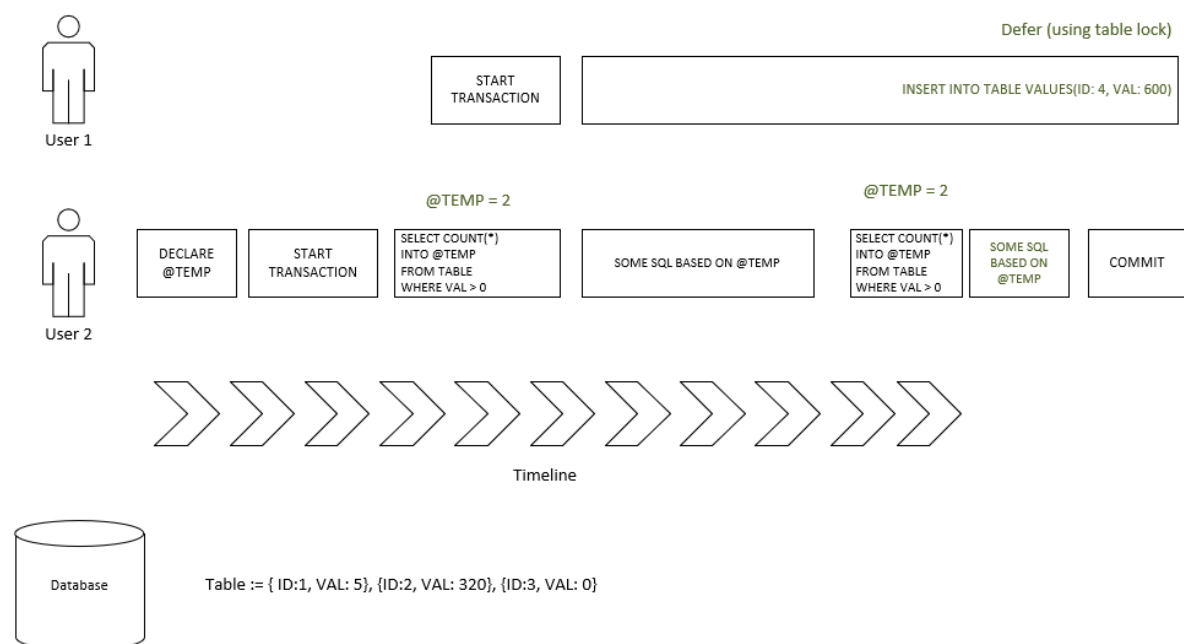 Defer (using table lock)
START
TRANSACTION
INSERT INTO TABLE VALUES(ID: 4, VAL: 600)
User 1
@TEMP = 2
@TEMP = 2
DECLARE
@TEMP
START
TRANSACTION
SELECT COUNT(*)
INTO @TEMP
FROM TABLE
WHERE VAL > 0
SOME SQL BASED ON @TEMP
SELECT COUNT(*)
INTO @TEMP
FROM TABLE
WHERE VAL > 0
SOME SQL
BASED ON
@TEMP
COMMIT
User 2
Timeline
Database
Table := { ID:1, VAL: 5}, {ID:2, VAL: 320}, {ID:3, VAL: 0}